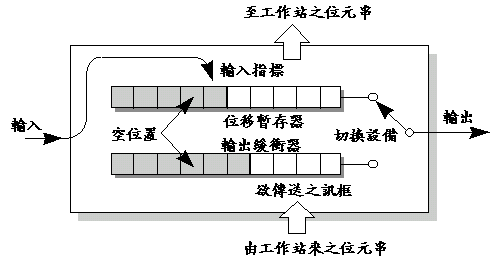 至工作站之位元串
輸入指標
輸入
位移暫存器
輸出
空位置
切換設備
輸出緩衝器
欲傳送之訊框
由工作站來之位元串